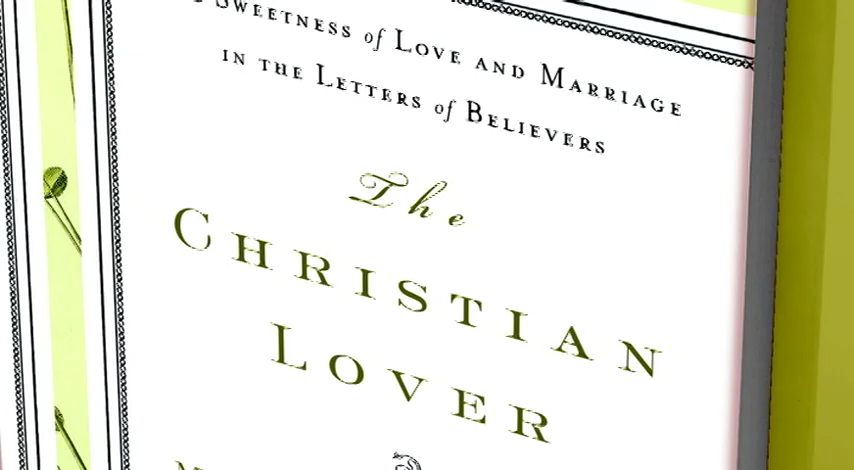 Sweetness of Love and Marriage
in the Letters of Believers
The
Christian
Lover